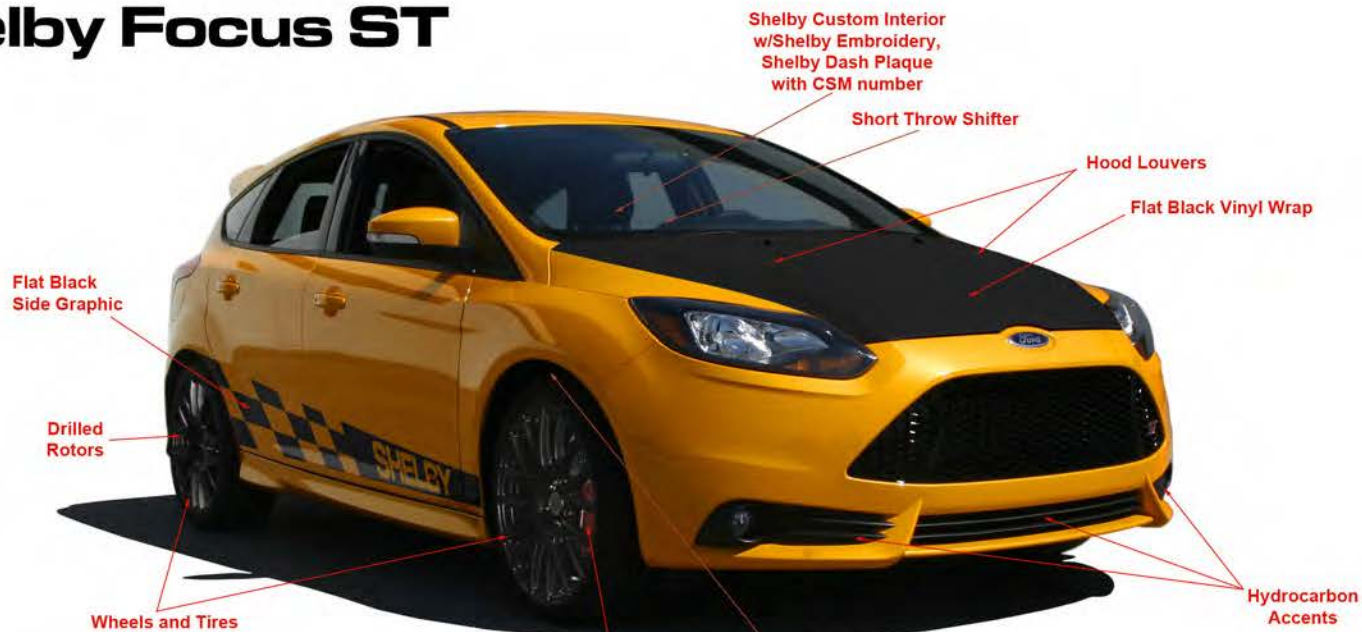 elby Focus ST
Shelby Custom Interior
w/Shelby Embroidery,
Shelby Dash Plaque
with CSM number
Short Throw Shifter
Hood Louvers
Flat Black Vinyl Wrap
Flat Black
Side Graphic
Ford
Drilled
Rotors
SHELBY
Wheels and Tires
Hydrocarbon
Accents